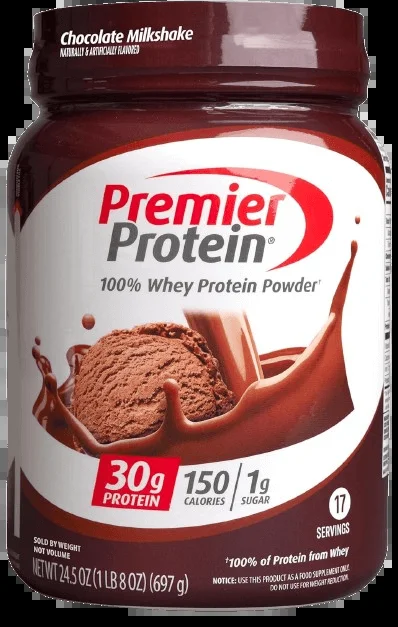 Chocolate Milkshake
NATURALLY & ARTIFICIALLY FLAVORED
Premier
Protein®
100% Whey Protein Powder†
30g PROTEIN
150 CALORIES
1g SUGAR
17 SERVINGS
SOLD BY WEIGHT
NOT VOLUME
NET WT 24.5 OZ (1 LB 8 OZ) (697 g)
†100% of Protein from Whey
NOTICE: USE THIS PRODUCT AS A FOOD SUPPLEMENT ONLY.
DO NOT USE FOR WEIGHT REDUCTION.